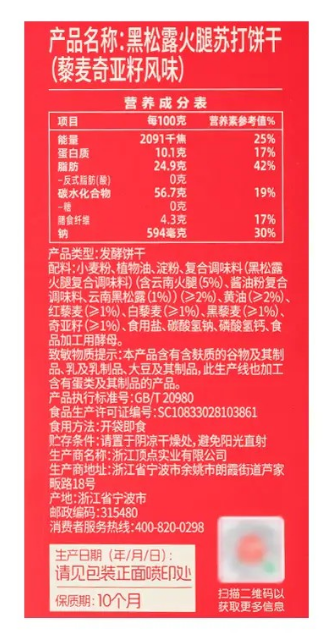 产品名称:黑松露火腿苏打饼干
(藜麦奇亚籽风味)
营养成分表
项目 每100克 营养素参考值%
能量 2091千焦 25%
蛋白质 10.1克 17%
脂肪 24.9克 42%
-反式脂肪(酸) 0克
碳水化合物 56.7克 19%
-糖 0克
膳食纤维 4.3克 17%
钠 594毫克 30%
产品类型:发酵饼干
配料:小麦粉、植物油、淀粉、复合调味料(黑松露
火腿复合调味料)(含云南火腿(5%)、酱油粉复合
调味料、云南黑松露(1%))(≥2%)、黄油(≥2%)、
红藜麦(≥1%)、白藜麦(≥1%)、黑藜麦(≥1%)、
奇亚籽(≥1%)、食用盐、碳酸氢钠、磷酸氢钙、食
品加工用酵母。
致敏物质提示:本产品含有含麸质的谷物及其制
品、乳及乳制品、大豆及其制品,此生产线也加工
含有蛋类及其制品的产品。
产品执行标准号:GB/T 20980
食品生产许可证编号:SC10833028103861
食用方法:开袋即食
贮存条件:请置于阴凉干燥处,避免阳光直射
生产商名称:浙江顶点实业有限公司
生产商地址:浙江省宁波市余姚市朗霞街道芦家
畈路18号
产地:浙江省宁波市
邮政编码:315480
消费者服务热线:400-820-0298
生产日期(年/月/日):
请见包装正面喷印处
保质期:10个月
扫描二维码以
获取更多信息